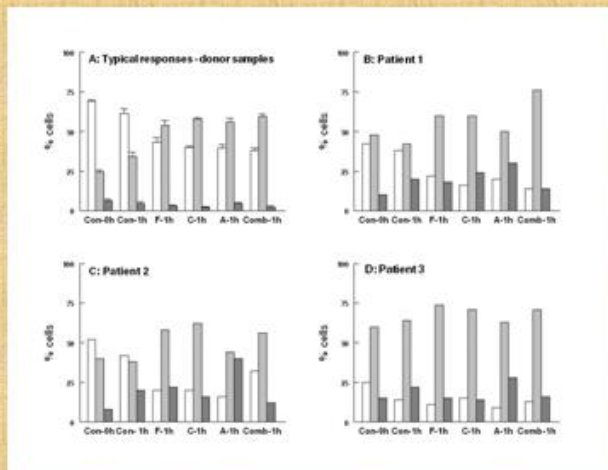 A: Typical responses - donor samples
% cells
100
75
50
25
0
Con-0h Con-1h F-1h C-1h A-1h Comb-1h
B: Patient 1
% cells
100
75
50
25
0
Con-0h Con-1h F-1h C-1h A-1h Comb-1h
C: Patient 2
% cells
100
75
50
25
0
Con-0h Con-1h F-1h C-1h A-1h Comb-1h
D: Patient 3
% cells
100
75
50
25
0
Con-0h Con-1h F-1h C-1h A-1h Comb-1h